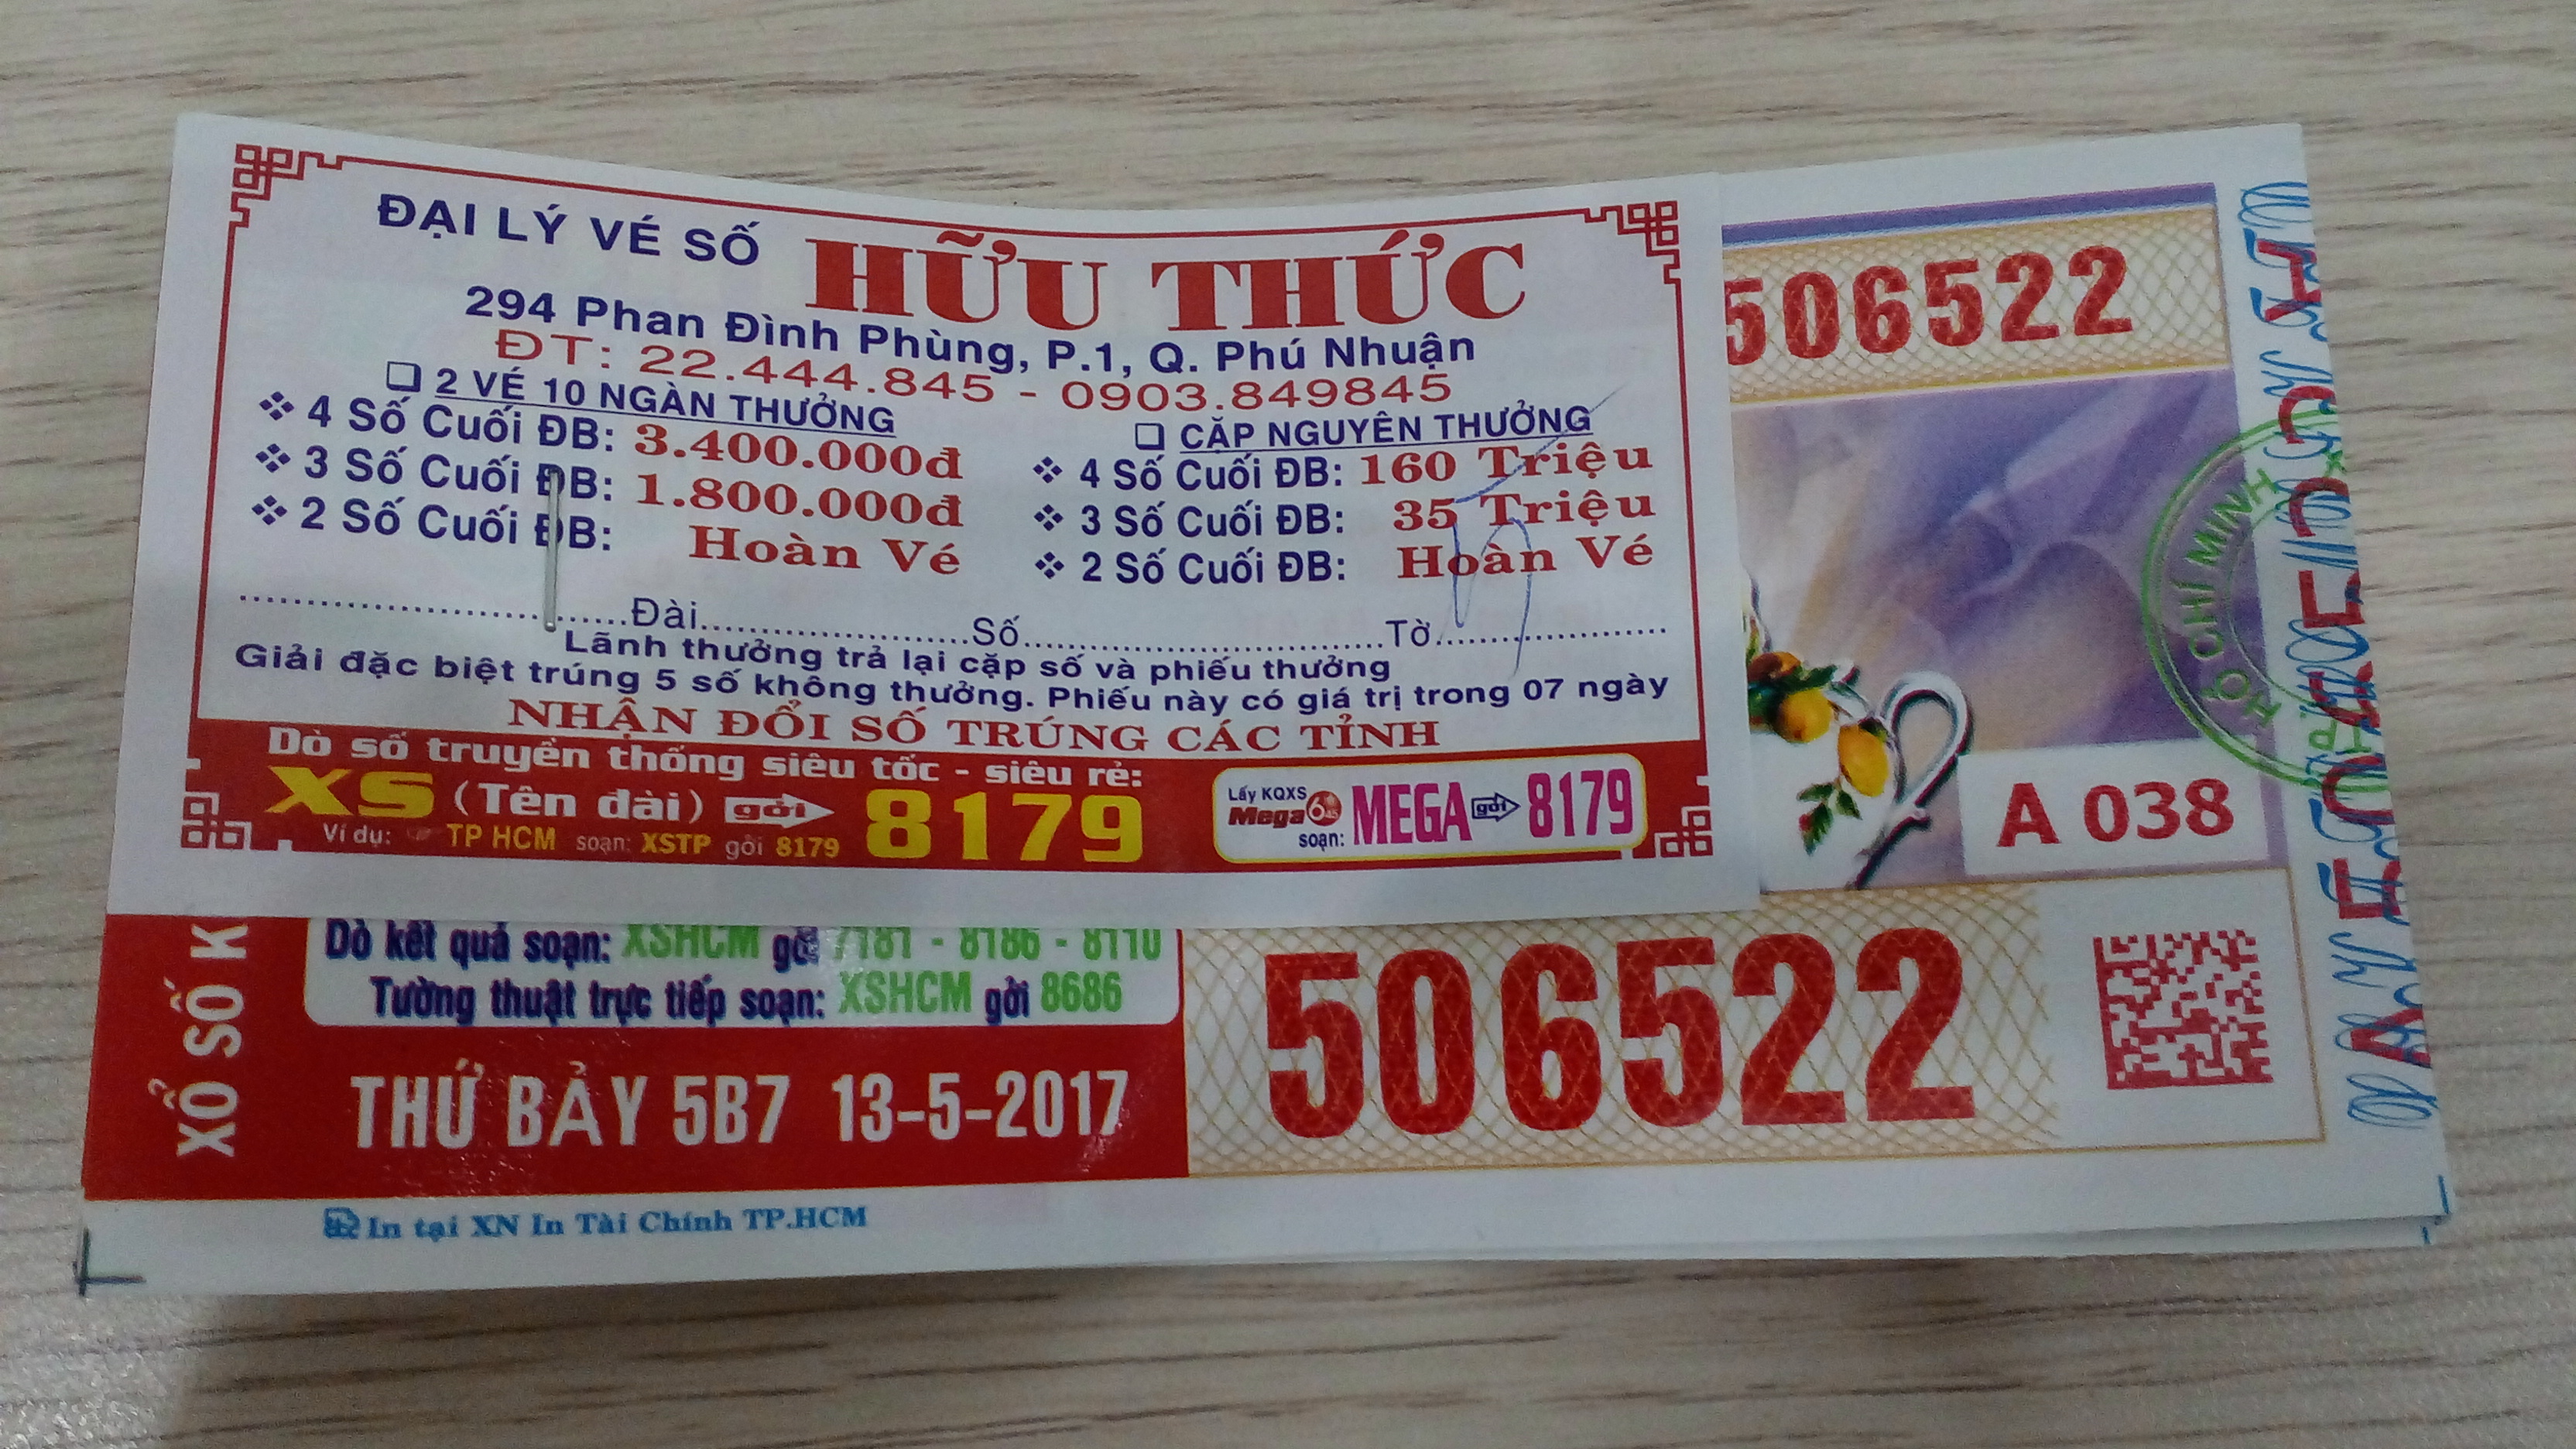 ĐẠI LÝ VÉ SỐ HỮU THỨC
294 Phan Đình Phùng, P.1, Q. Phú Nhuận
ĐT: 22.444.845 - 0903.849845
❑ 2 VÉ 10 NGÀN THƯỞNG
❖ 4 Số Cuối ĐB: 3.400.000đ
❖ 3 Số Cuối ĐB: 1.800.000đ
❖ 2 Số Cuối ĐB: Hoàn Vé
❑ CẶP NGUYÊN THƯỞNG
❖ 4 Số Cuối ĐB: 160 Triệu
❖ 3 Số Cuối ĐB: 35 Triệu
❖ 2 Số Cuối ĐB: Hoàn Vé
Đài Số Tờ
Lãnh thưởng trả lại cặp số và phiếu thưởng
Giải đặc biệt trúng 5 số không thưởng. Phiếu này có giá trị trong 07 ngày
NHẬN ĐỔI SỐ TRÚNG CÁC TỈNH
Dò số truyền thống siêu tốc - siêu rẻ:
XS (Tên đài) gởi 8179
Ví dụ: TP HCM soạn: XSTP gởi 8179
Lấy KQXS
Mega 6
soạn: MEGA gởi 8179
506522
HỒ CHÍ MINH
A 038
XỔ SỐ K
Dò kết quả soạn: XSHCM gởi 7181 - 8186 - 8110
Tường thuật trực tiếp soạn: XSHCM gởi 8686
THỨ BẢY 5B7 13-5-2017
506522
In tại XN In Tài Chính TP.HCM